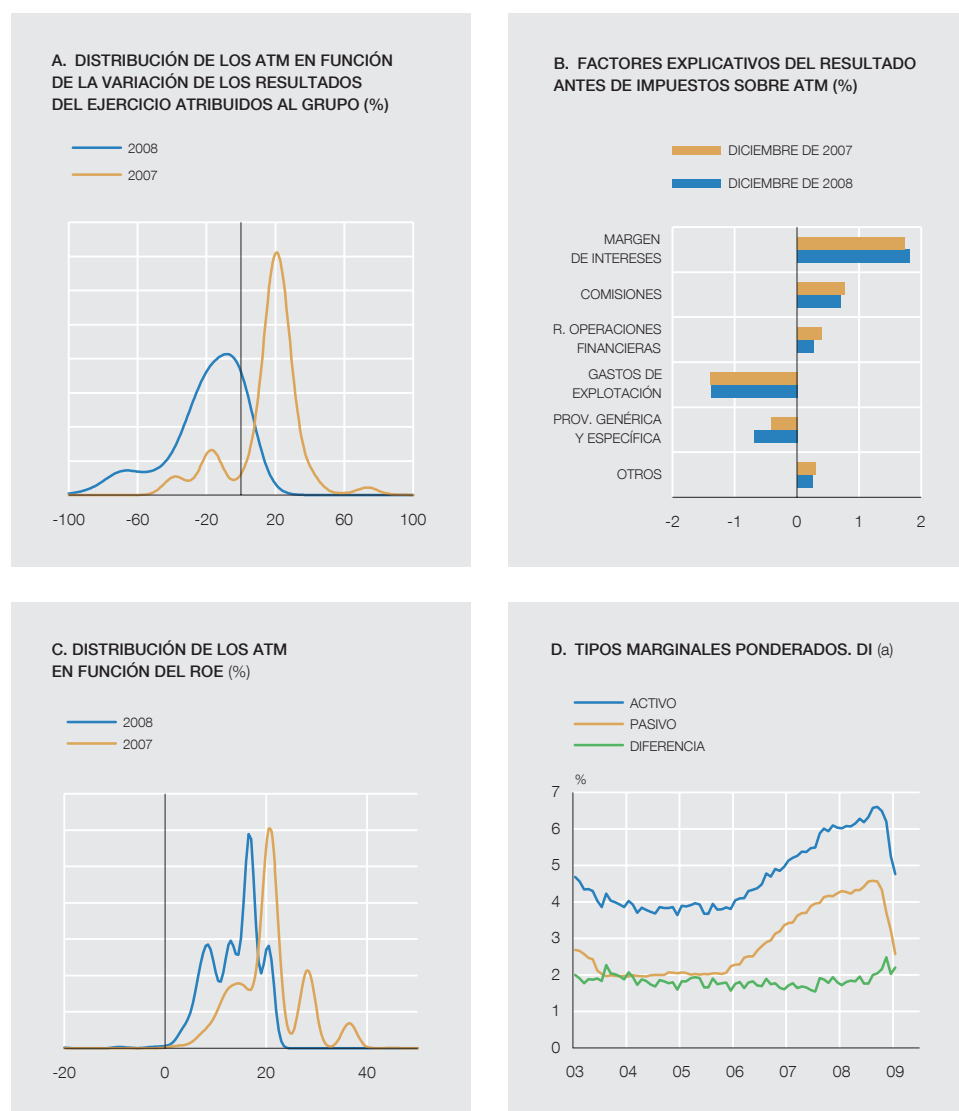 A. DISTRIBUCIÓN DE LOS ATM EN FUNCIÓN
DE LA VARIACIÓN DE LOS RESULTADOS
DEL EJERCICIO ATRIBUIDOS AL GRUPO (%)
2008
2007
-100 -60 -20 20 60 100
B. FACTORES EXPLICATIVOS DEL RESULTADO
ANTES DE IMPUESTOS SOBRE ATM (%)
DICIEMBRE DE 2007
DICIEMBRE DE 2008
MARGEN
DE INTERESES
COMISIONES
R. OPERACIONES
FINANCIERAS
GASTOS DE
EXPLOTACIÓN
PROV. GENÉRICA
Y ESPECÍFICA
OTROS
-2 -1 0 1 2
C. DISTRIBUCIÓN DE LOS ATM
EN FUNCIÓN DEL ROE (%)
2008
2007
-20 0 20 40
D. TIPOS MARGINALES PONDERADOS. DI (a)
ACTIVO
PASIVO
DIFERENCIA
%
7
6
5
4
3
2
1
0
03 04 05 06 07 08 09